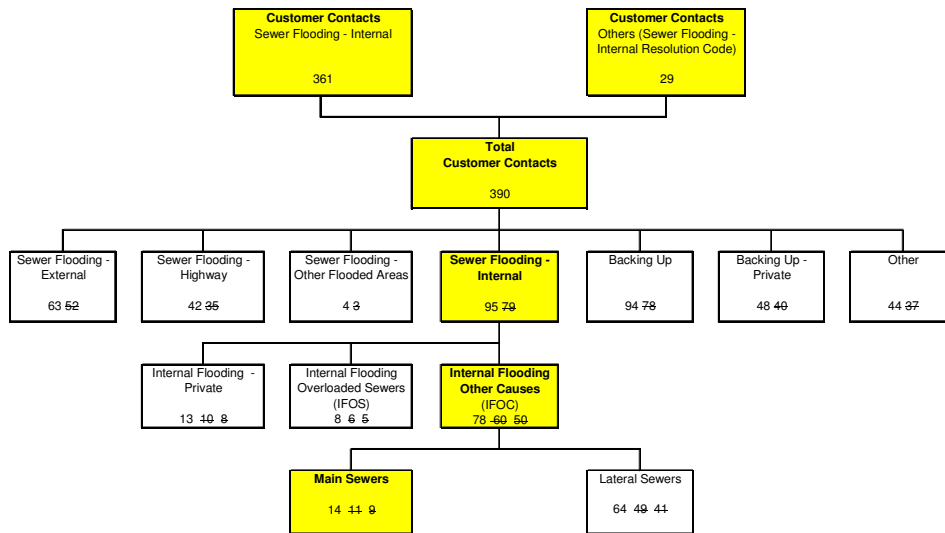 Customer Contacts
Sewer Flooding - Internal
361
Customer Contacts
Others (Sewer Flooding -
Internal Resolution Code)
29
Total
Customer Contacts
390
Sewer Flooding -
External
63 52
Sewer Flooding -
Highway
42 35
Sewer Flooding -
Other Flooded Areas
4 3
Sewer Flooding -
Internal
95 79
Backing Up
94 78
Backing Up -
Private
48 40
Other
44 37
Internal Flooding -
Private
13 10 8
Internal Flooding
Overloaded Sewers
(IFOS)
8 6 5
Internal Flooding
Other Causes
(IFOC)
78 60 50
Main Sewers
14 11 9
Lateral Sewers
64 49 41